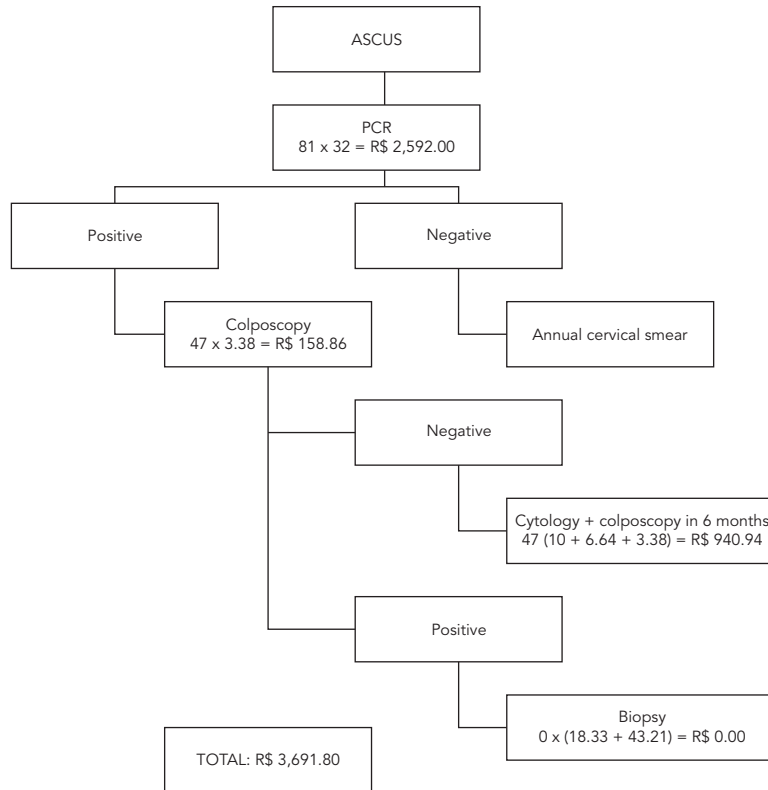 ASCUS
PCR
81 x 32 = R$ 2,592.00
Positive
Negative
Colposcopy
47 x 3.38 = R$ 158.86
Annual cervical smear
Negative
Cytology + colposcopy in 6 months
47 (10 + 6.64 + 3.38) = R$ 940.94
Positive
Biopsy
0 x (18.33 + 43.21) = R$ 0.00
TOTAL: R$ 3,691.80